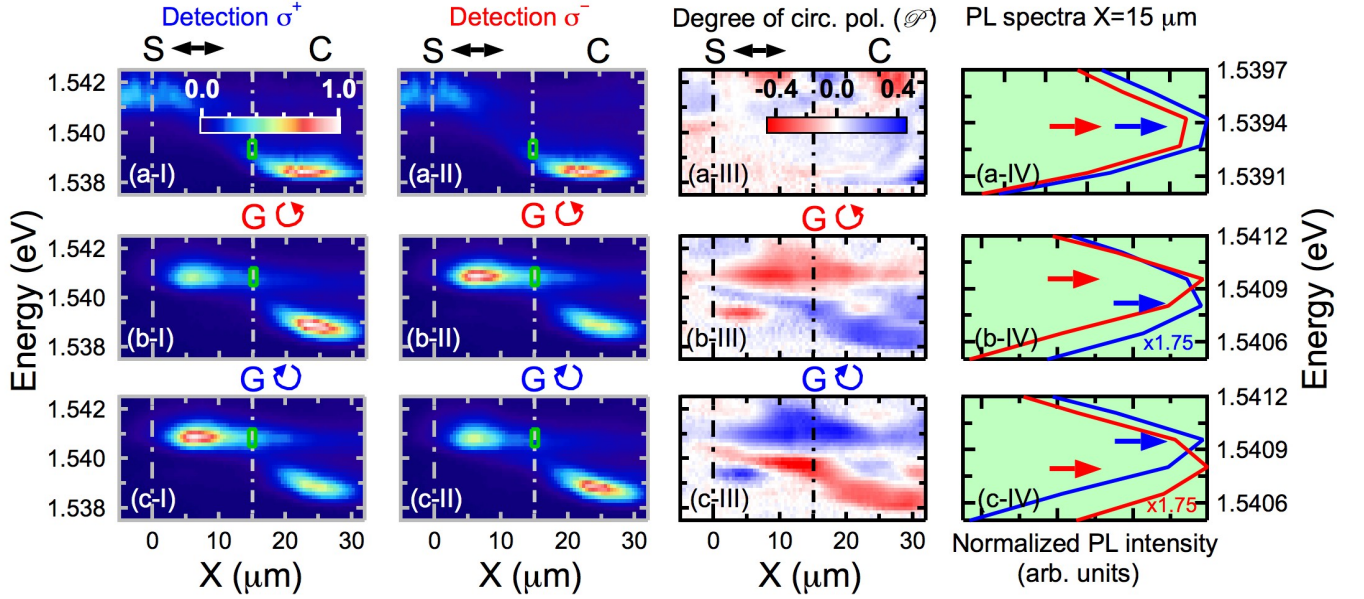 Detection σ⁺ Detection σ⁻ Degree of circ. pol. (𝒫) PL spectra X=15 μm
S C S C S C
1.542 0.0 1.0 -0.4 0.0 0.4 1.5397
1.540 1.5394
1.538 (a-I) (a-II) (a-III) (a-IV) 1.5391
G G G
1.542 1.5412
1.540 1.5409
1.538 (b-I) (b-II) (b-III) (b-IV) x1.75 1.5406
G G G
1.542 1.5412
1.540 1.5409
1.538 (c-I) (c-II) (c-III) (c-IV) x1.75 1.5406
Energy (eV)
Energy (eV)
0 10 20 30 0 10 20 30 0 10 20 30
X (μm) X (μm) X (μm)
Normalized PL intensity
(arb. units)